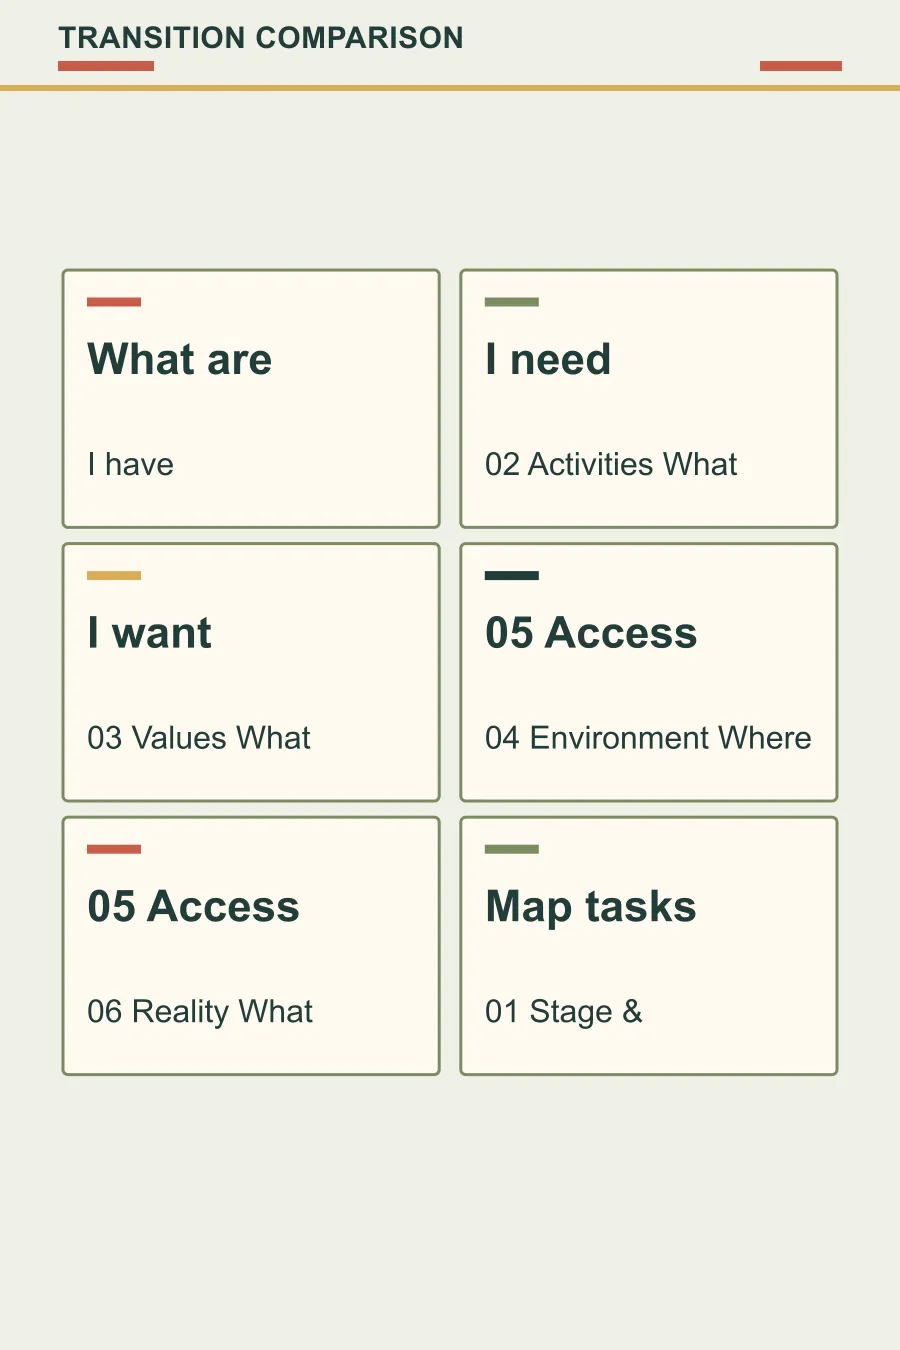 TRANSITION COMPARISON
What are
I have
I need
02 Activities What
I want
03 Values What
05 Access
04 Environment Where
05 Access
06 Reality What
Map tasks
01 Stage &